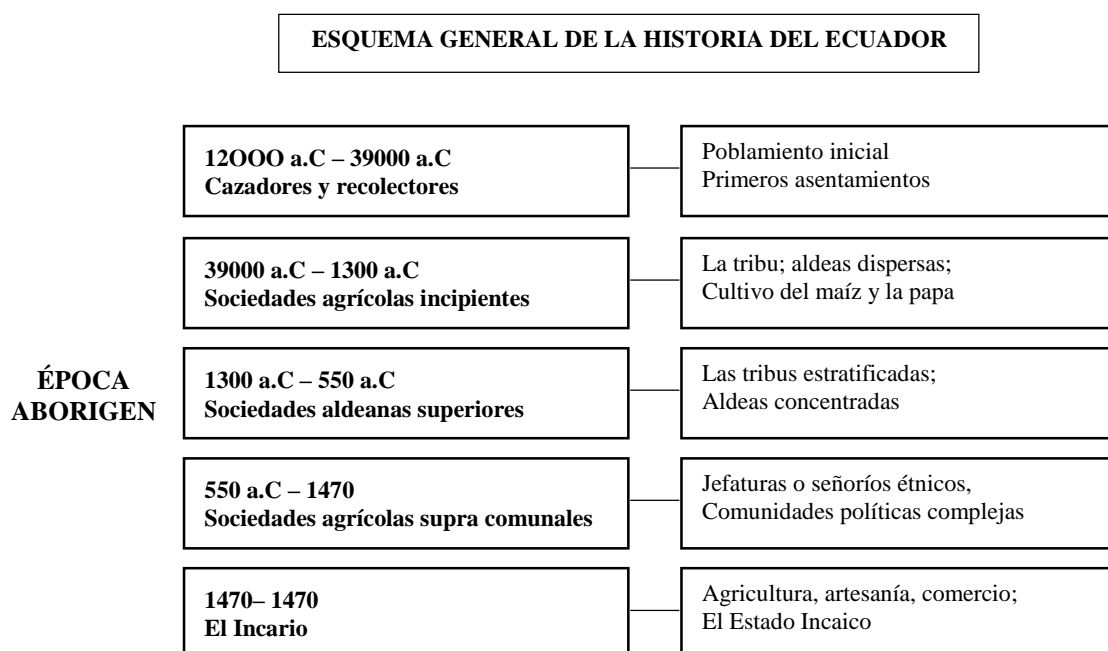 ESQUEMA GENERAL DE LA HISTORIA DEL ECUADOR
12OOO a.C – 39000 a.C
Cazadores y recolectores
Poblamiento inicial
Primeros asentamientos
39000 a.C – 1300 a.C
Sociedades agrícolas incipientes
La tribu; aldeas dispersas;
Cultivo del maíz y la papa
ÉPOCA
ABORIGEN
1300 a.C – 550 a.C
Sociedades aldeanas superiores
Las tribus estratificadas;
Aldeas concentradas
550 a.C – 1470
Sociedades agrícolas supra comunales
Jefaturas o señoríos étnicos,
Comunidades políticas complejas
1470– 1470
El Incario
Agricultura, artesanía, comercio;
El Estado Incaico